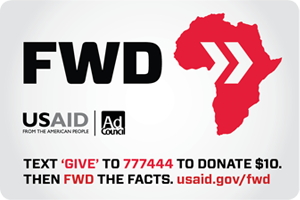 FWD
USAID
FROM THE AMERICAN PEOPLE
Ad
Council
TEXT ‘GIVE’ TO 777444 TO DONATE $10.
THEN FWD THE FACTS. usaid.gov/fwd